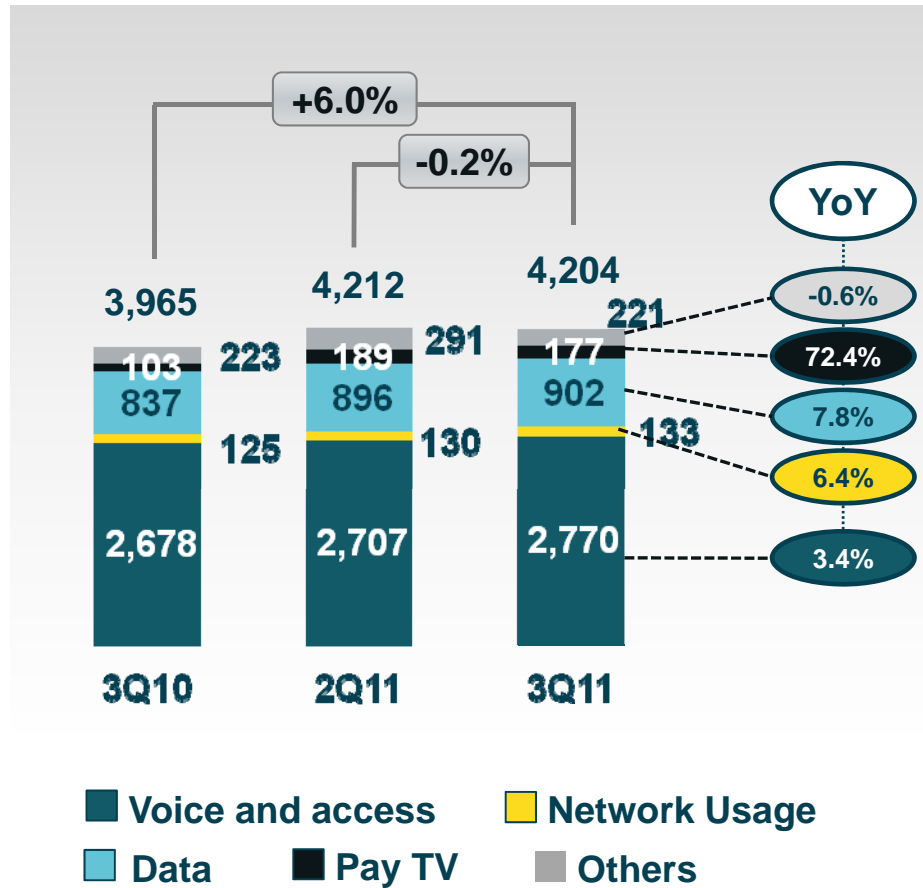 +6.0%
-0.2%
YoY
3,965
4,212
4,204
221
-0.6%
103
223
189
291
177
72.4%
837
896
902
7.8%
125
130
133
6.4%
2,678
2,707
2,770
3.4%
3Q10
2Q11
3Q11
Voice and access
Network Usage
Data
Pay TV
Others